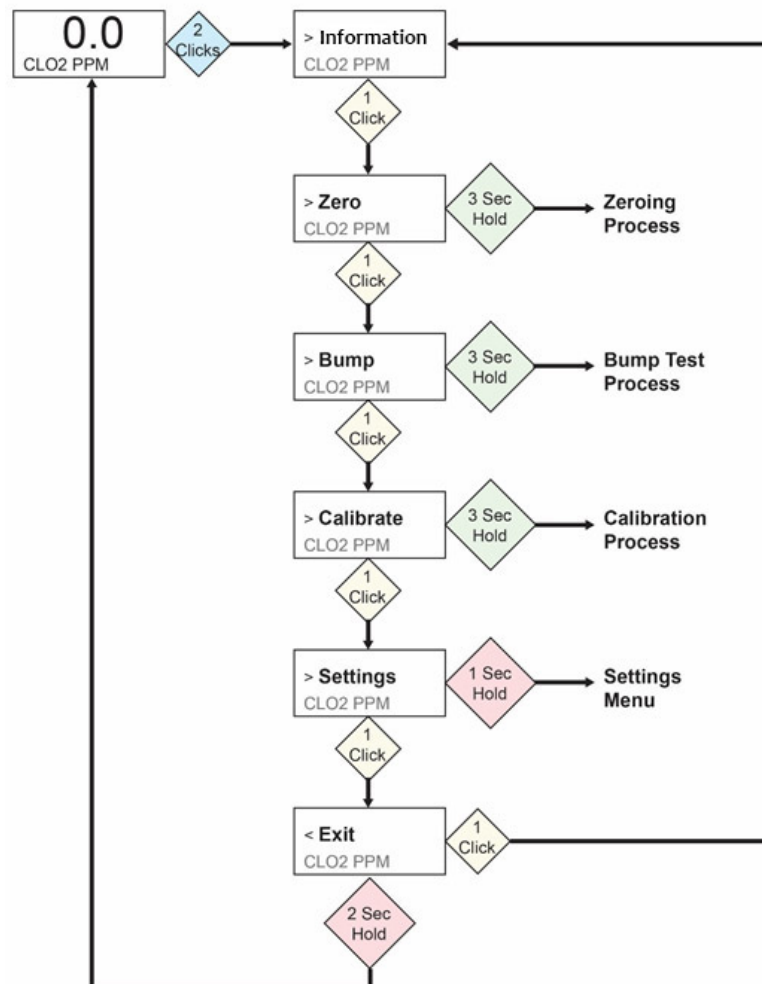 0.0
CLO2 PPM
2
Clicks
> Information
CLO2 PPM
1
Click
> Zero
CLO2 PPM
3 Sec
Hold
Zeroing
Process
1
Click
> Bump
CLO2 PPM
3 Sec
Hold
Bump Test
Process
1
Click
> Calibrate
CLO2 PPM
3 Sec
Hold
Calibration
Process
1
Click
> Settings
CLO2 PPM
1 Sec
Hold
Settings
Menu
1
Click
< Exit
CLO2 PPM
1
Click
2 Sec
Hold